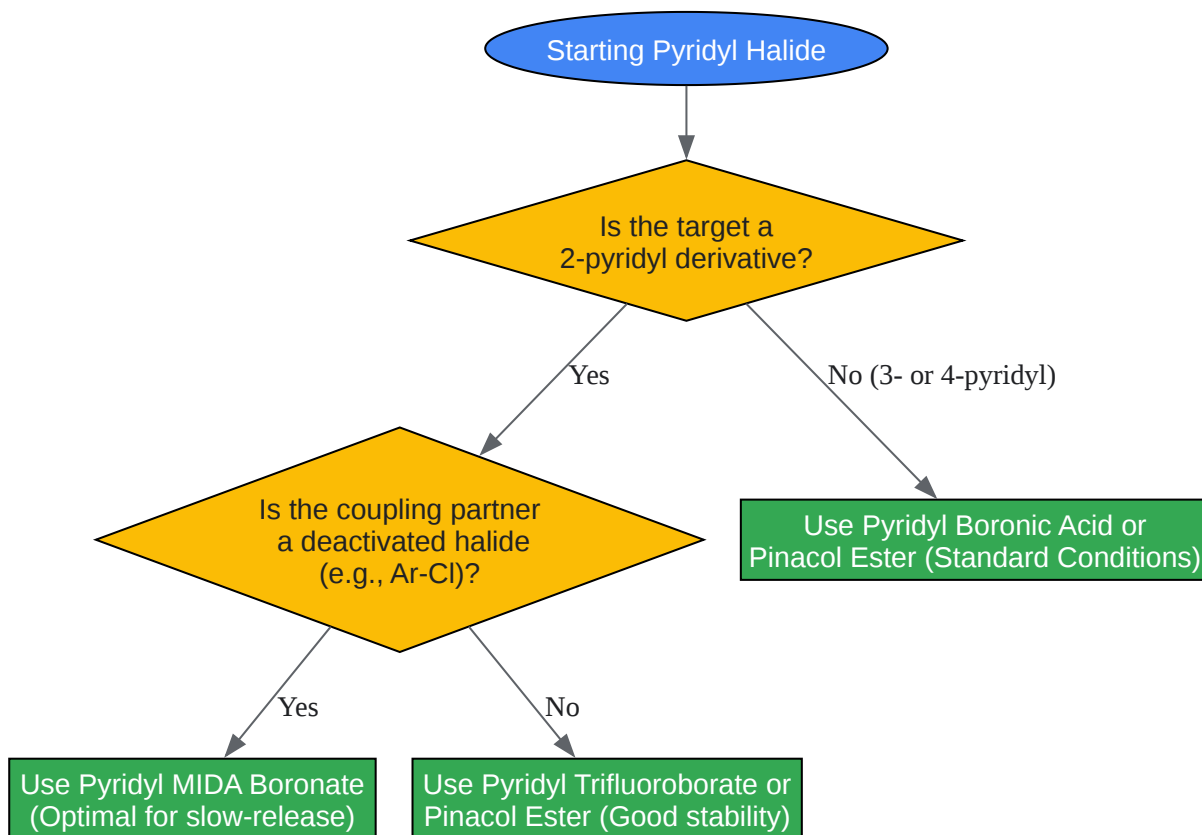 Starting Pyridyl Halide
Is the target a
2-pyridyl derivative?
Yes
No (3- or 4-pyridyl)
Is the coupling partner
a deactivated halide
(e.g., Ar-Cl)?
Use Pyridyl Boronic Acid or
Pinacol Ester (Standard Conditions)
Yes
No
Use Pyridyl MIDA Boronate
(Optimal for slow-release)
Use Pyridyl Trifluoroborate or
Pinacol Ester (Good stability)